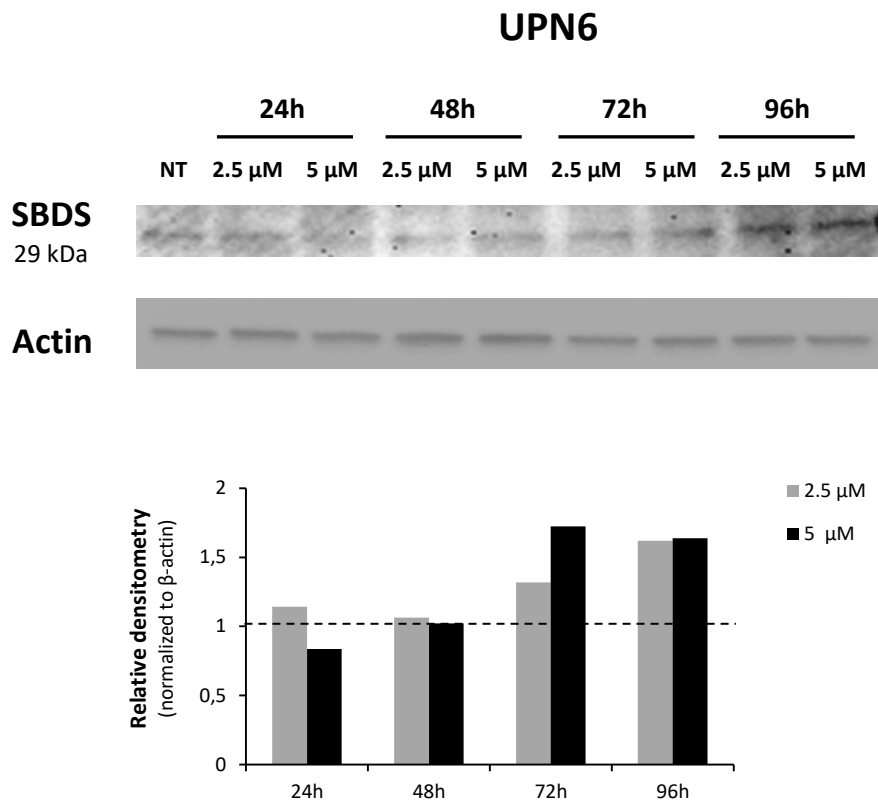 UPN6
24h 48h 72h 96h
NT 2.5 µM 5 µM 2.5 µM 5 µM 2.5 µM 5 µM 2.5 µM 5 µM
SBDS
29 kDa
Actin
Relative densitometry
(normalized to β-actin)
2
1,5
1
0,5
0
24h 48h 72h 96h
2.5 µM
5 µM